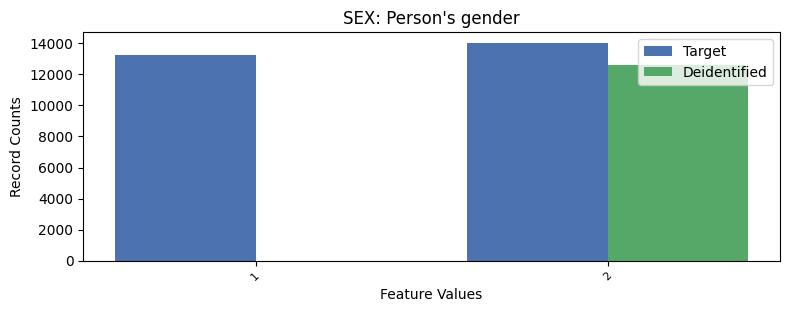 SEX: Person's gender
Target
Deidentified
Record Counts
14000
12000
10000
8000
6000
4000
2000
0
1
2
Feature Values